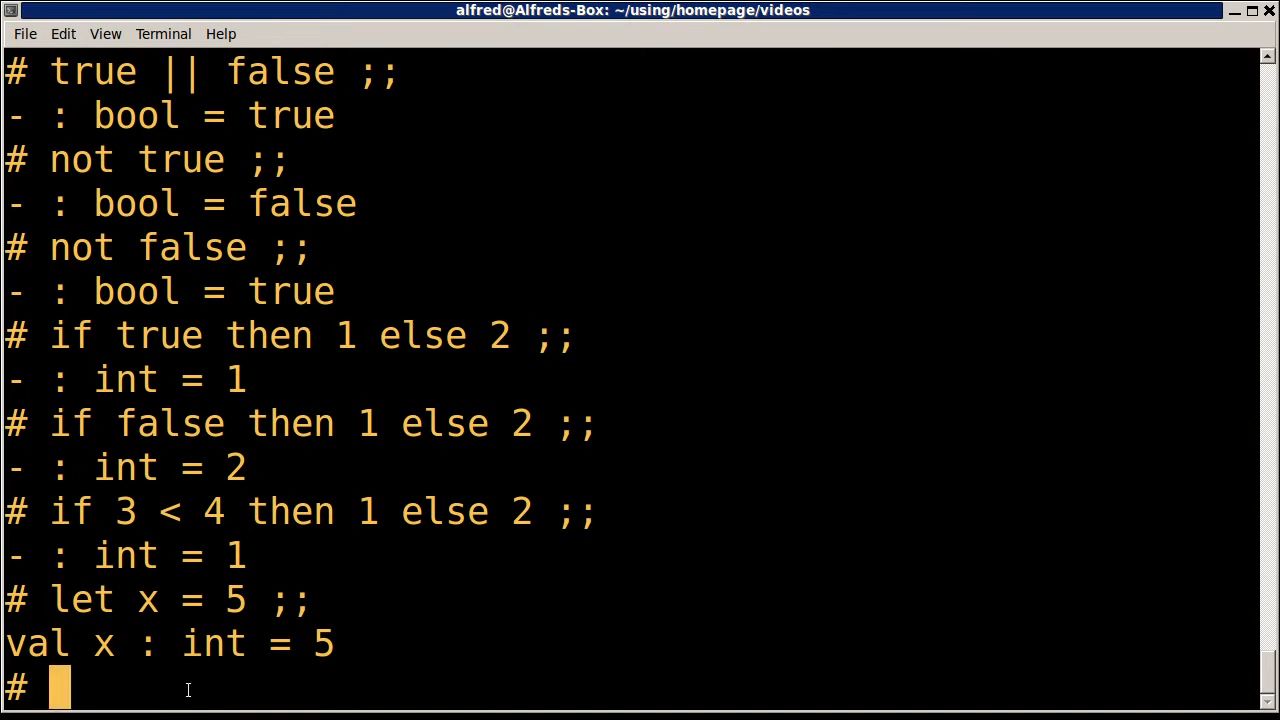 alfred@Alfreds-Box: ~/using/homepage/videos
File Edit View Terminal Help
# true || false ;;
- : bool = true
# not true ;;
- : bool = false
# not false ;;
- : bool = true
# if true then 1 else 2 ;;
- : int = 1
# if false then 1 else 2 ;;
- : int = 2
# if 3 < 4 then 1 else 2 ;;
- : int = 1
# let x = 5 ;;
val x : int = 5
#